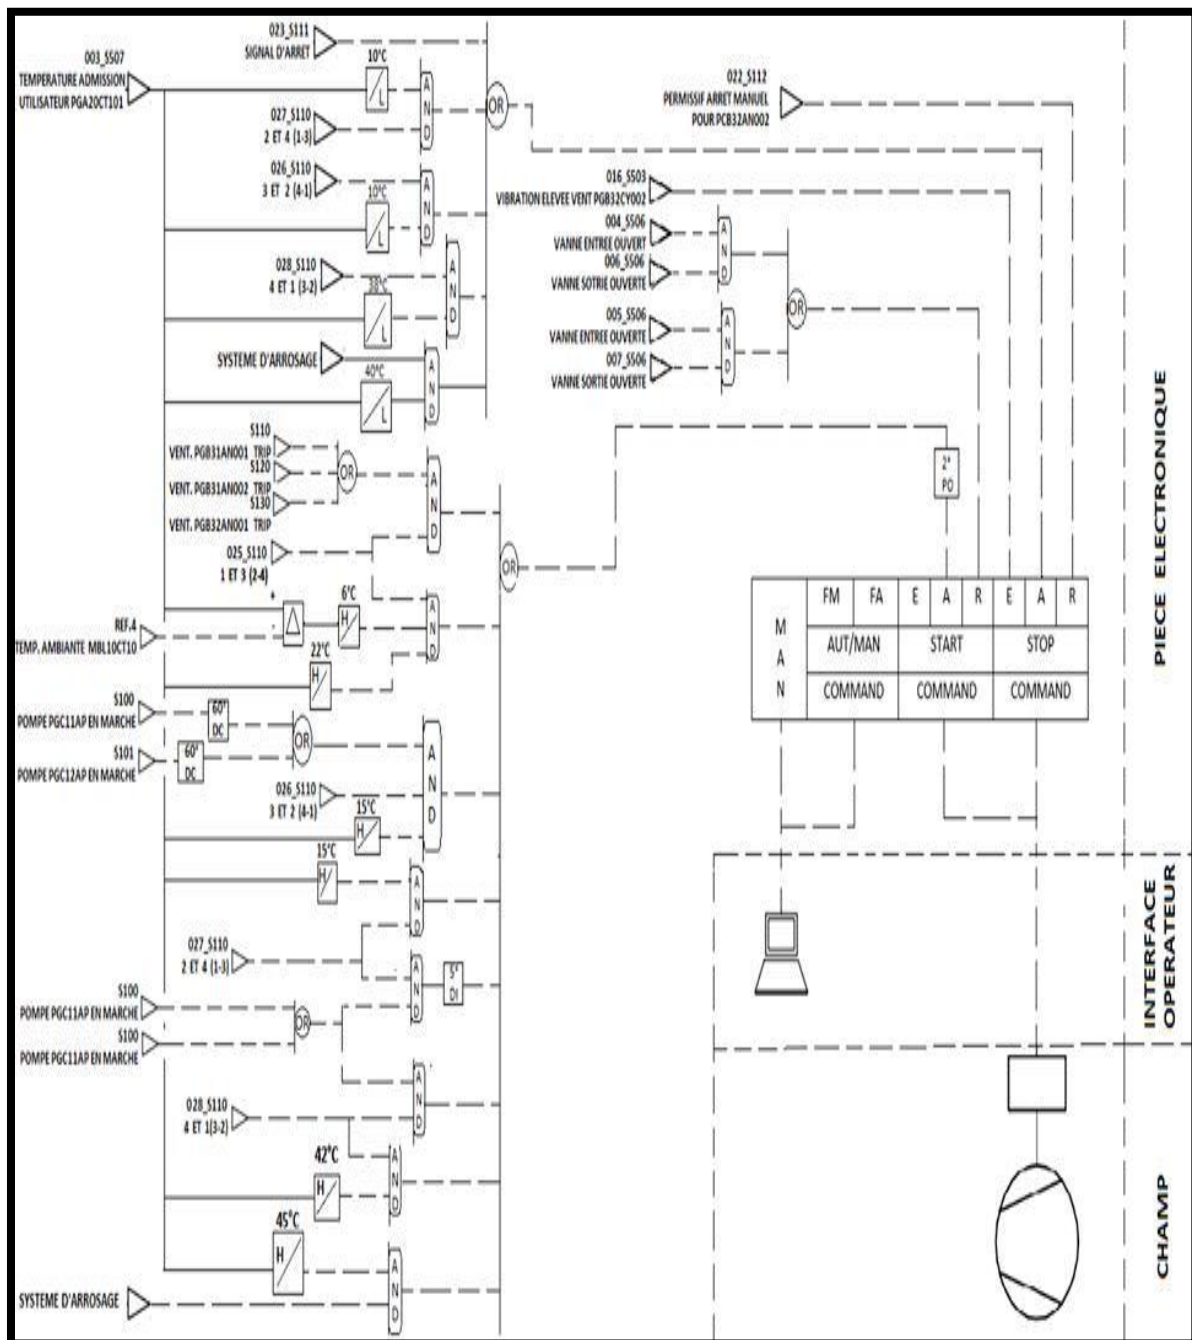 023_S111
SIGNAL D'ARRET
003_SS07
TEMPERATURE ADMISSION
UTILISATEUR PGA20CT101
10°C
L
AND
027_S110
2 ET 4 (1-3)
OR
022_S112
PERMISSIF ARRET MANUEL
POUR PCB32AN002
026_S110
3 ET 2 (4-1)
10°C
L
AND
016_S503
VIBRATION ELEVEE VENT PGB32CY002
004_S506
VANNE ENTREE OUVERT
006_S506
VANNE SOTRIE OUVERTE
AND
028_S110
4 ET 1 (3-2)
38°C
L
AND
OR
005_S506
VANNE ENTREE OUVERTE
007_S506
VANNE SORTIE OUVERTE
AND
SYSTEME D'ARROSAGE
40°C
L
AND
S110
VENT. PGB31AN001 TRIP
S120
VENT. PGB31AN002 TRIP
S130
VENT. PGB32AN001 TRIP
OR
AND
2"
PO
025_S110
1 ET 3 (2-4)
OR
+
-
Δ
6°C
H
AND
REF.4
TEMP. AMBIANTE MBL10CT10
22°C
H
MAN
FM FA E A R E A R
AUT/MAN START STOP
COMMAND COMMAND COMMAND
S100
POMPE PGC11AP EN MARCHE
60'
DC
S101
POMPE PGC12AP EN MARCHE
60'
DC
OR
AND
026_S110
3 ET 2 (4-1)
15°C
H
15°C
H
AND
027_S110
2 ET 4 (1-3)
AND
5"
DI
S100
POMPE PGC11AP EN MARCHE
S100
POMPE PGC11AP EN MARCHE
OR
AND
028_S110
4 ET 1(3-2)
42°C
H
AND
45°C
H
AND
SYSTEME D'ARROSAGE
PIECE ELECTRONIQUE
INTERFACE
OPERATEUR
CHAMP